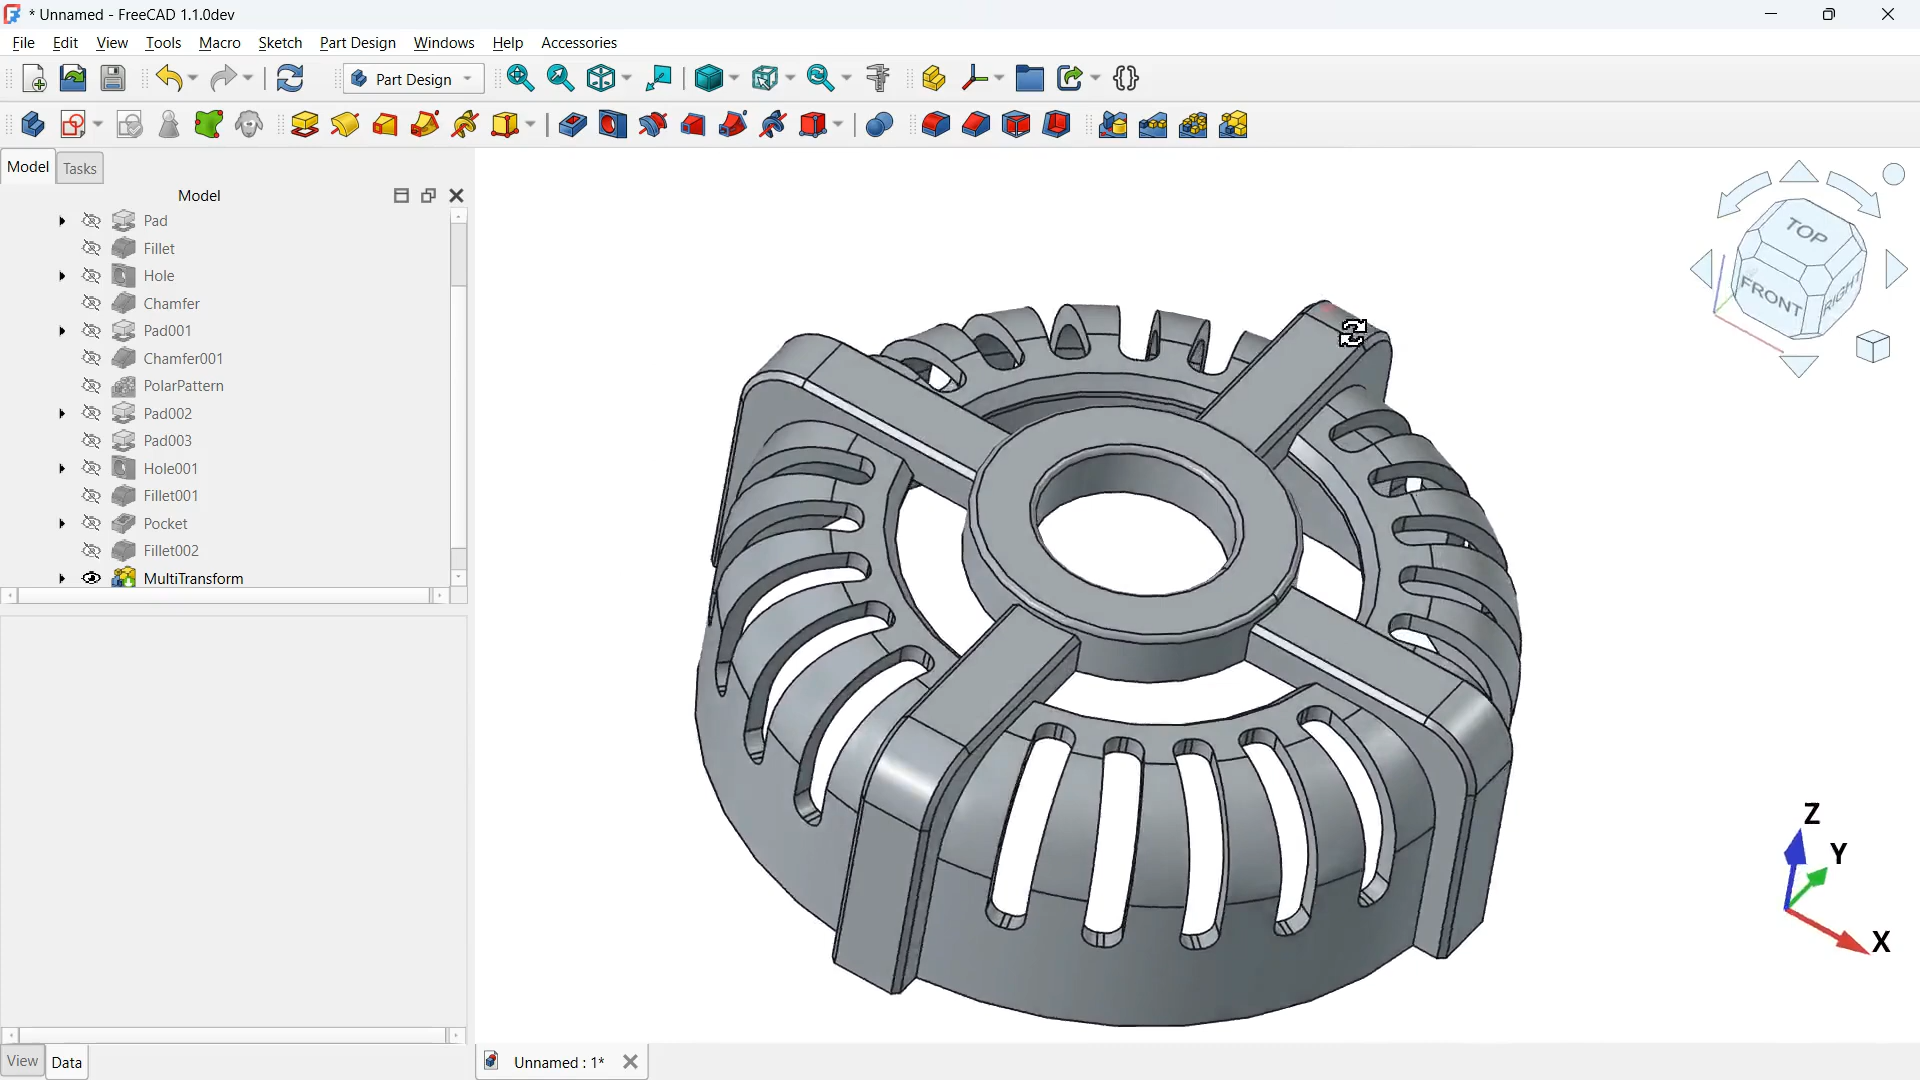 * Unnamed - FreeCAD 1.1.0dev
File Edit View Tools Macro Sketch Part Design Windows Help Accessories
Part Design
Model Tasks
Model
Pad
Fillet
Hole
Chamfer
Pad001
Chamfer001
PolarPattern
Pad002
Pad003
Hole001
Fillet001
Pocket
Fillet002
MultiTransform
View Data
Unnamed : 1*
TOP
FRONT
RIGHT
Z
Y
X